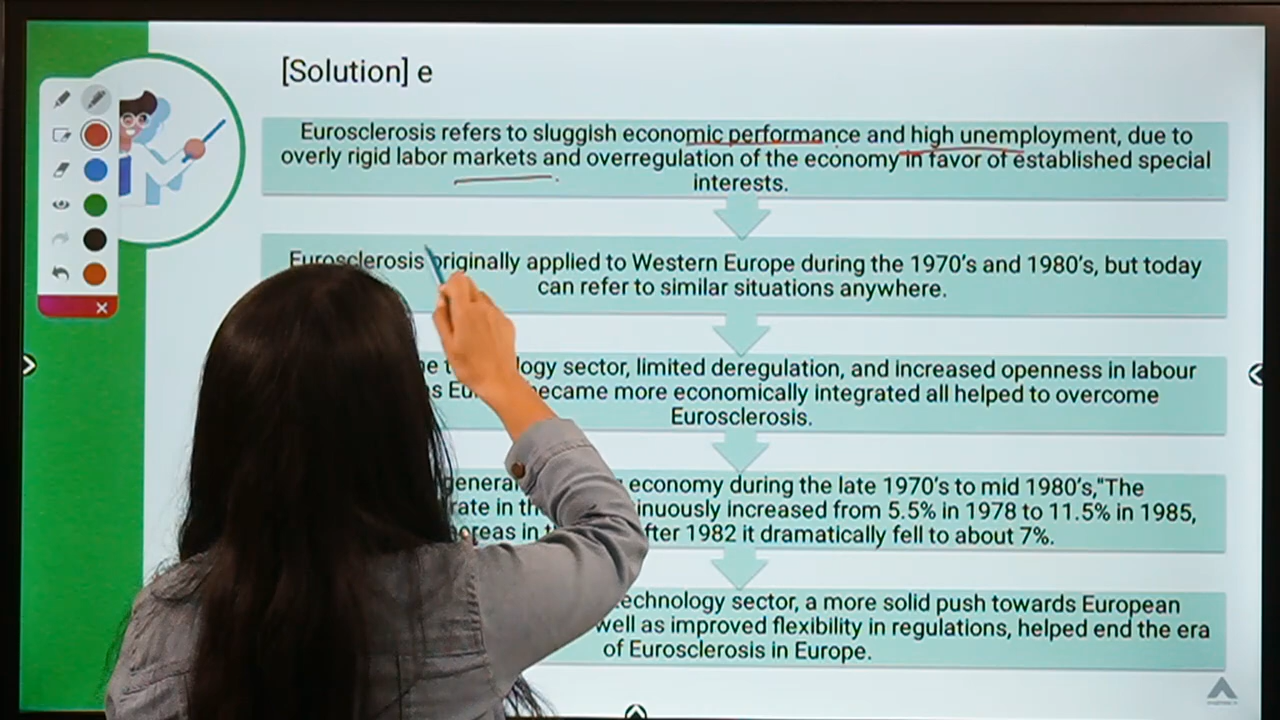 [Solution] e
Eurosclerosis refers to sluggish economic performance and high unemployment, due to
overly rigid labor markets and overregulation of the economy in favor of established special
interests.
Eurosclerosis originally applied to Western Europe during the 1970's and 1980's, but today
can refer to similar situations anywhere.
sector, limited deregulation, and increased openness in labour
became more economically integrated all helped to overcome
Eurosclerosis.
economy during the late 1970's to mid 1980's,"The
rate in increased from 5.5% in 1978 to 11.5% in 1985,
in after 1982 it dramatically fell to about 7%.
technology sector, a more solid push towards European
well as improved flexibility in regulations, helped end the era
of Eurosclerosis in Europe.